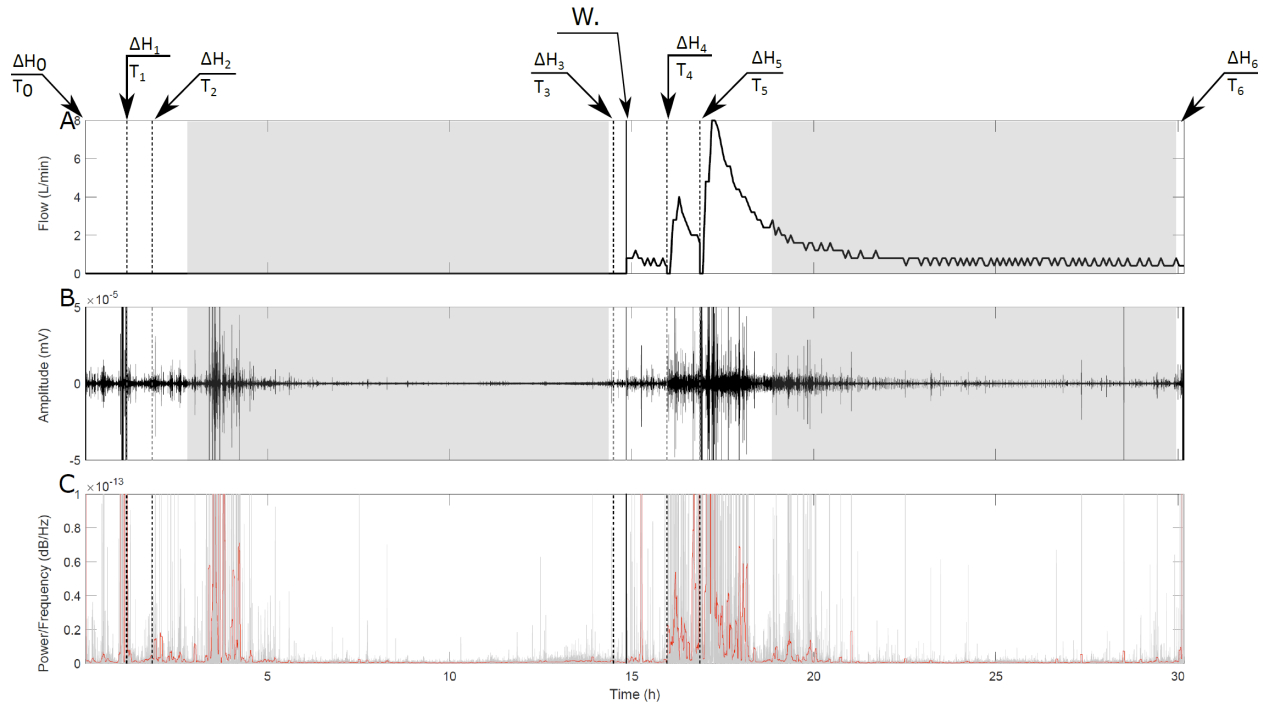 W.
ΔH0
T0
ΔH1
T1
ΔH2
T2
ΔH3
T3
ΔH4
T4
ΔH5
T5
ΔH6
T6
A
8
6
4
2
0
Flow (L/min)
B
×10-5
5
0
-5
Amplitude (mV)
C
×10-13
1
0.8
0.6
0.4
0.2
0
Power/Frequency (dB/Hz)
5
10
15
20
25
30
Time (h)